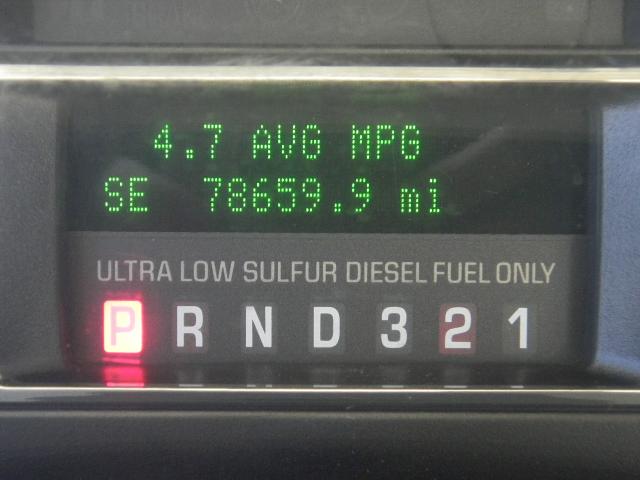 4.7 AVG MPG
SE 78659.9 mi
ULTRA LOW SULFUR DIESEL FUEL ONLY
P R N D 3 2 1